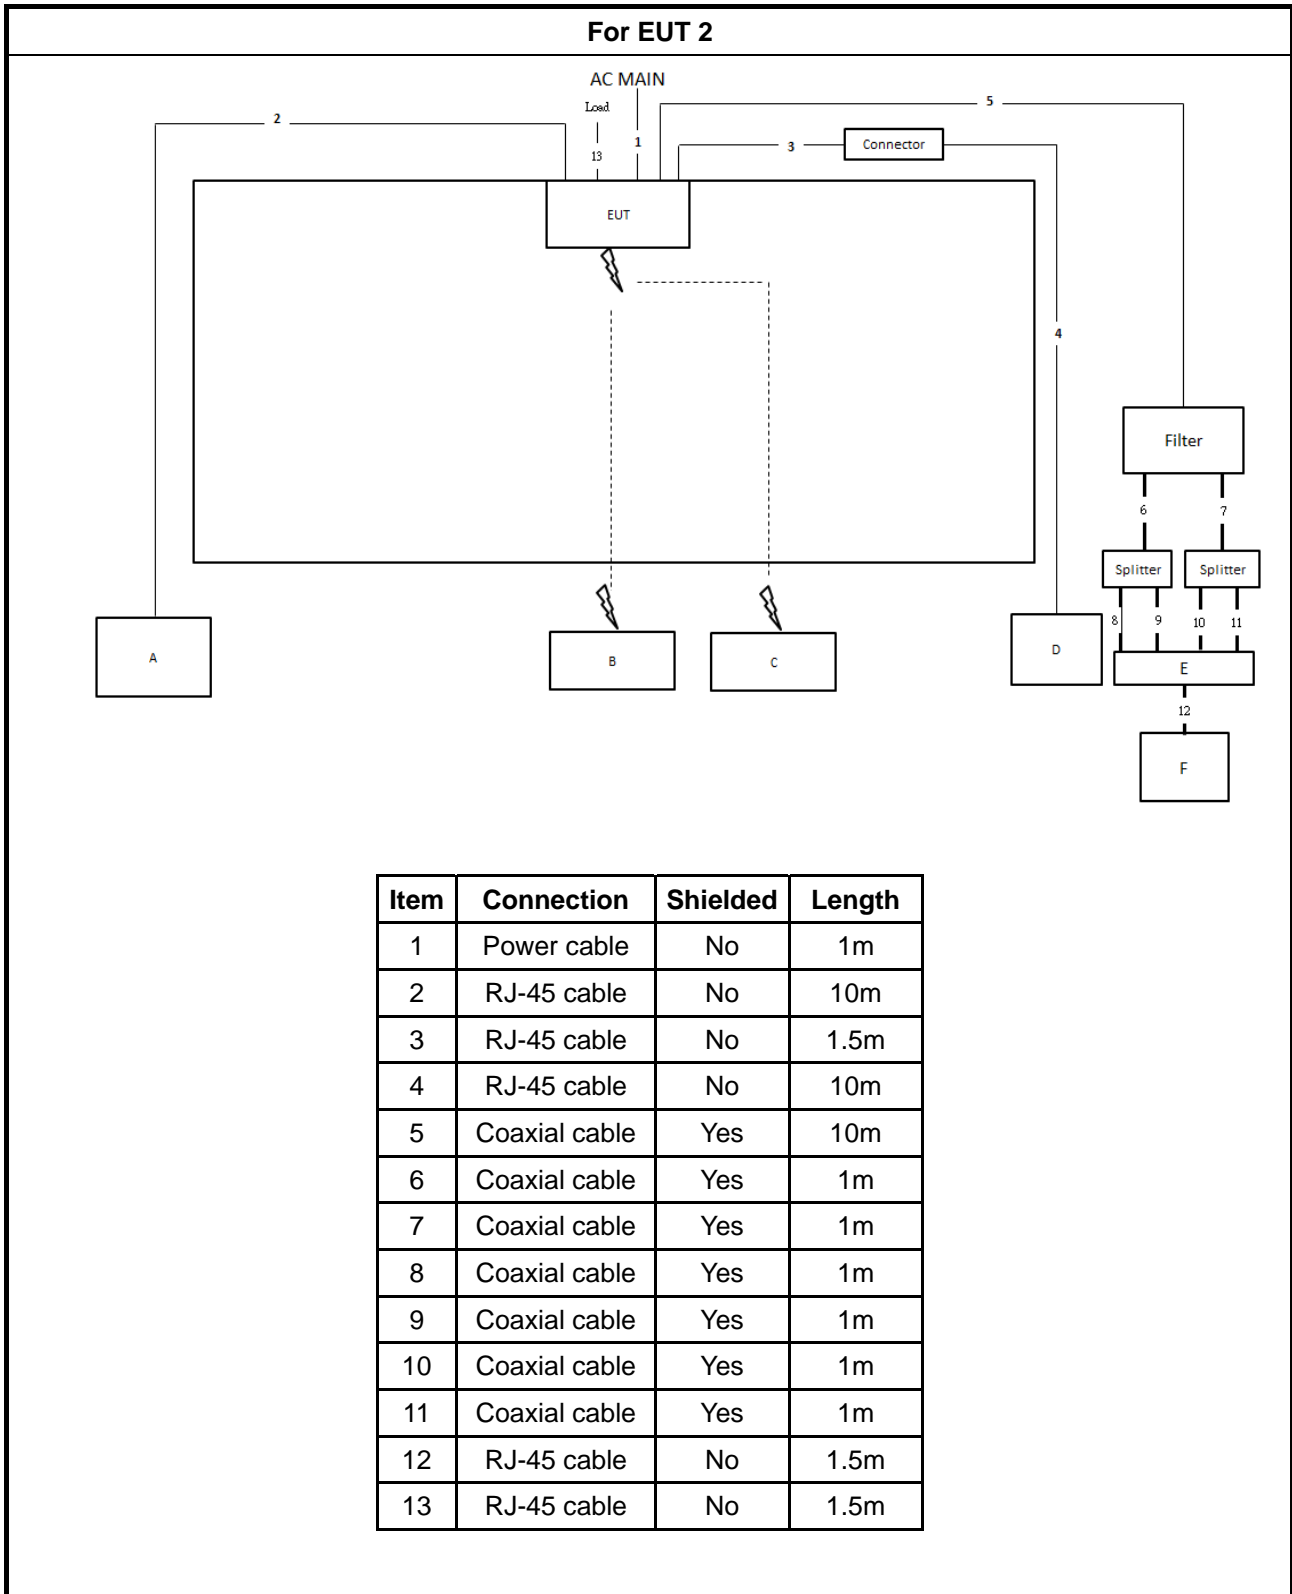 For EUT 2
AC MAIN
Load
5
2
1
3
Connector
13
EUT
4
Filter
6
7
Splitter
Splitter
8
9
10
11
A
B
C
D
E
12
F
Item Connection Shielded Length
1 Power cable No 1m
2 RJ-45 cable No 10m
3 RJ-45 cable No 1.5m
4 RJ-45 cable No 10m
5 Coaxial cable Yes 10m
6 Coaxial cable Yes 1m
7 Coaxial cable Yes 1m
8 Coaxial cable Yes 1m
9 Coaxial cable Yes 1m
10 Coaxial cable Yes 1m
11 Coaxial cable Yes 1m
12 RJ-45 cable No 1.5m
13 RJ-45 cable No 1.5m